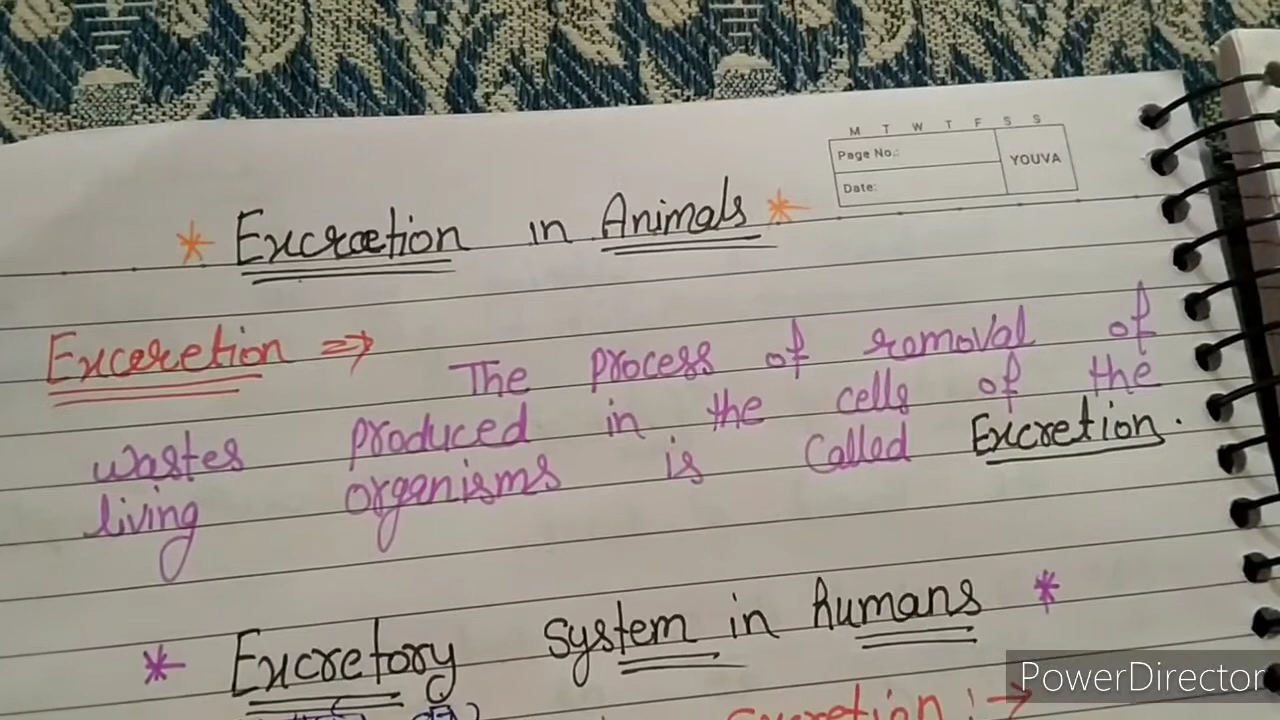 M T W T F S S
Page No.:
YOUVA
Date:
* Excretion in Animals *
Exceretion ⇒ The process of removal of
wastes produced in the cells of the
living organisms is called Excretion.
* Excretory system in humans *
excretion : →
PowerDirector